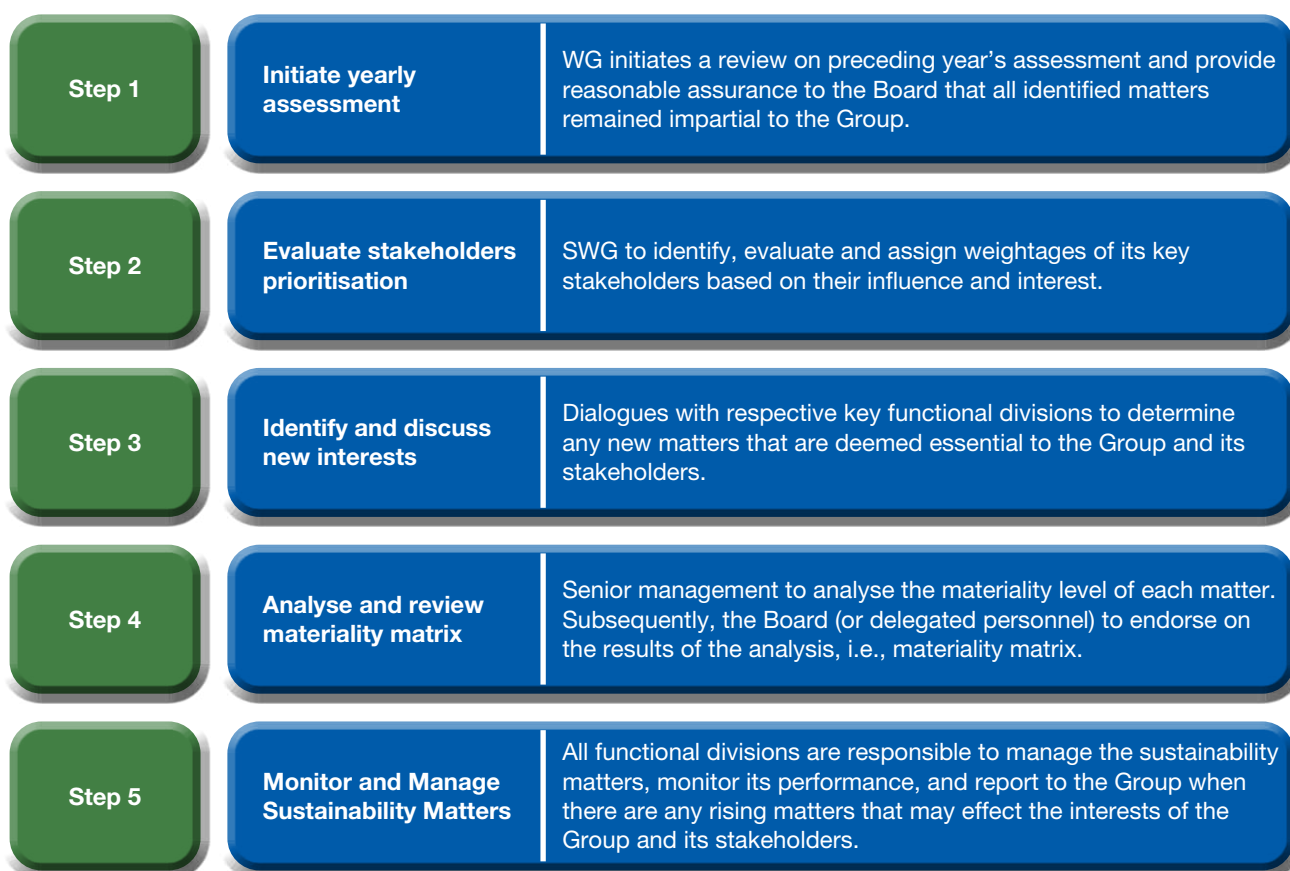 Step 1
Initiate yearly
assessment
WG initiates a review on preceding year's assessment and provide
reasonable assurance to the Board that all identified matters
remained impartial to the Group.
Step 2
Evaluate stakeholders
prioritisation
SWG to identify, evaluate and assign weightages of its key
stakeholders based on their influence and interest.
Step 3
Identify and discuss
new interests
Dialogues with respective key functional divisions to determine
any new matters that are deemed essential to the Group and its
stakeholders.
Step 4
Analyse and review
materiality matrix
Senior management to analyse the materiality level of each matter.
Subsequently, the Board (or delegated personnel) to endorse on
the results of the analysis, i.e., materiality matrix.
Step 5
Monitor and Manage
Sustainability Matters
All functional divisions are responsible to manage the sustainability
matters, monitor its performance, and report to the Group when
there are any rising matters that may effect the interests of the
Group and its stakeholders.